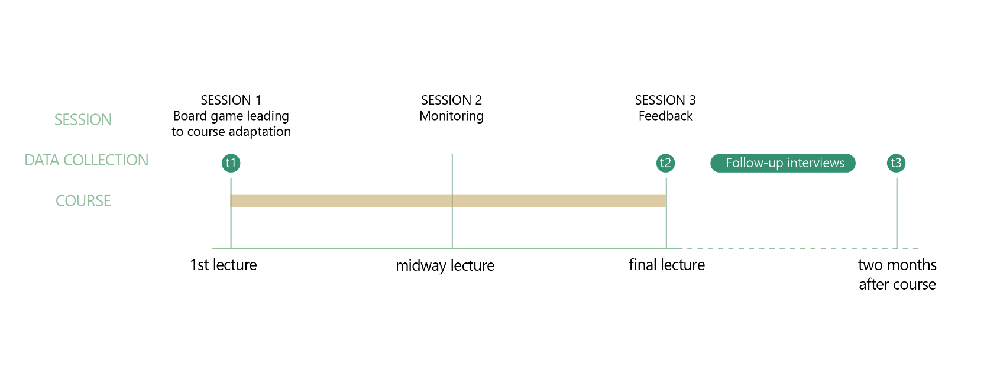 SESSION 1
Board game leading
to course adaptation
SESSION 2
Monitoring
SESSION 3
Feedback
SESSION
DATA COLLECTION
t1
t2
Follow-up interviews
t3
COURSE
1st lecture
midway lecture
final lecture
two months
after course